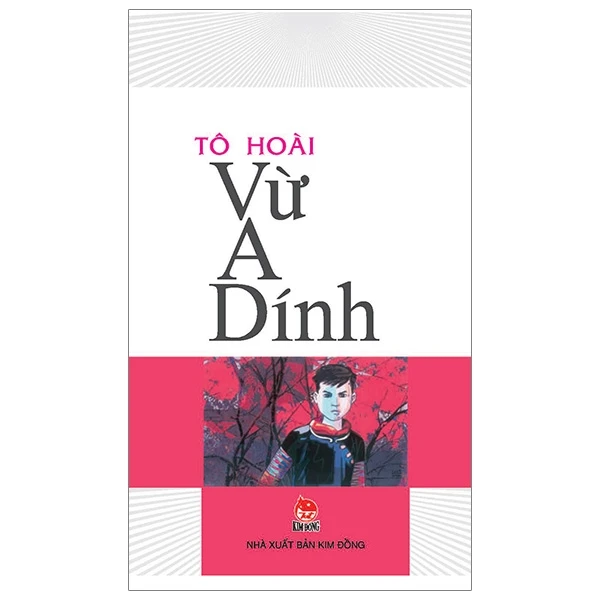 TÔ HOÀI
Vừ
A
Dính
KIM ĐỒNG
NHÀ XUẤT BẢN KIM ĐỒNG